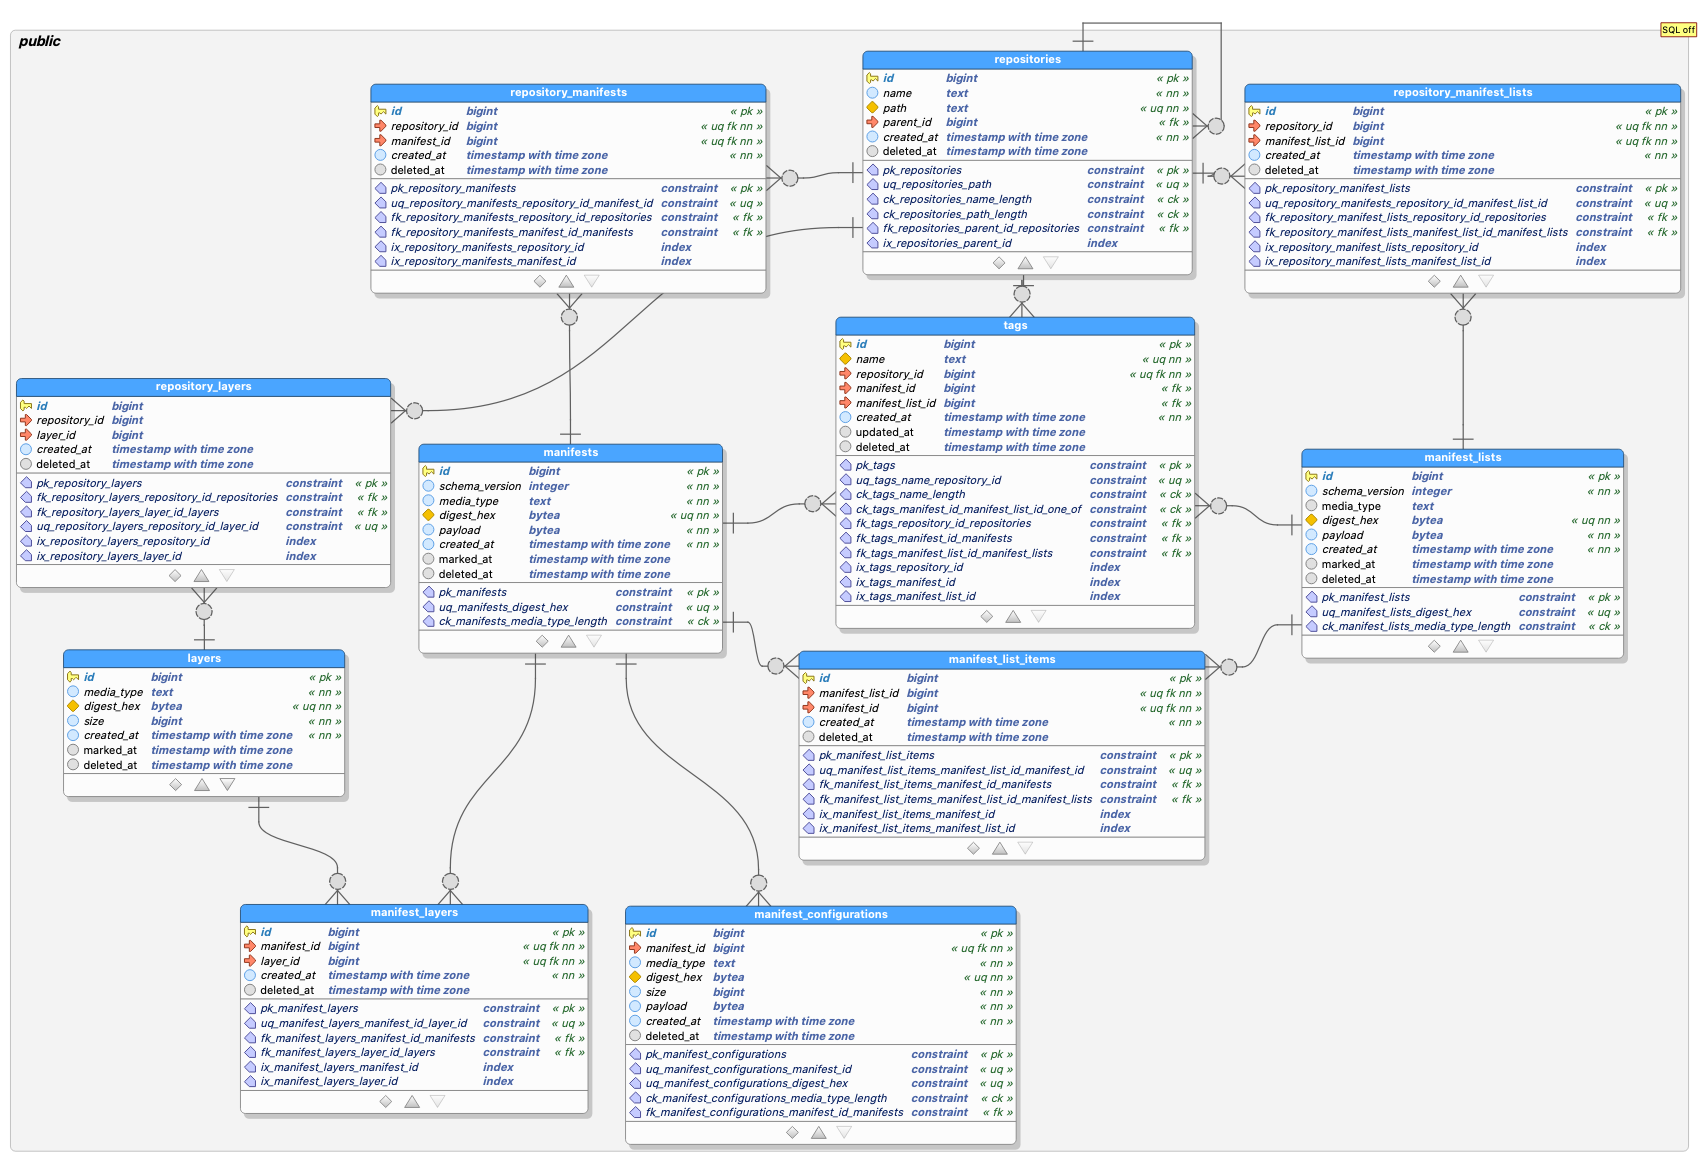 SQL off
public
repositories
id bigint « pk »
name text « nn »
path text « uq nn »
parent_id bigint « fk »
created_at timestamp with time zone « nn »
deleted_at timestamp with time zone
pk_repositories constraint « pk »
uq_repositories_path constraint « uq »
ck_repositories_name_length constraint « ck »
ck_repositories_path_length constraint « ck »
fk_repositories_parent_id_repositories constraint « fk »
ix_repositories_parent_id index
repository_manifests
id bigint « pk »
repository_id bigint « uq fk nn »
manifest_id bigint « uq fk nn »
created_at timestamp with time zone « nn »
deleted_at timestamp with time zone
pk_repository_manifests constraint « pk »
uq_repository_manifests_repository_id_manifest_id constraint « uq »
fk_repository_manifests_repository_id_repositories constraint « fk »
fk_repository_manifests_manifest_id_manifests constraint « fk »
ix_repository_manifests_repository_id index
ix_repository_manifests_manifest_id index
repository_manifest_lists
id bigint « pk »
repository_id bigint « uq fk nn »
manifest_list_id bigint « uq fk nn »
created_at timestamp with time zone « nn »
deleted_at timestamp with time zone
pk_repository_manifest_lists constraint « pk »
uq_repository_manifests_repository_id_manifest_list_id constraint « uq »
fk_repository_manifest_lists_repository_id_repositories constraint « fk »
fk_repository_manifest_lists_manifest_list_id_manifest_lists constraint « fk »
ix_repository_manifest_lists_repository_id index
ix_repository_manifest_lists_manifest_list_id index
tags
id bigint « pk »
name text « uq nn »
repository_id bigint « uq fk nn »
manifest_id bigint « fk »
manifest_list_id bigint « fk »
created_at timestamp with time zone « nn »
updated_at timestamp with time zone
deleted_at timestamp with time zone
pk_tags constraint « pk »
uq_tags_name_repository_id constraint « uq »
ck_tags_name_length constraint « ck »
ck_tags_manifest_id_manifest_list_id_one_of constraint « ck »
fk_tags_repository_id_repositories constraint « fk »
fk_tags_manifest_id_manifests constraint « fk »
fk_tags_manifest_list_id_manifest_lists constraint « fk »
ix_tags_repository_id index
ix_tags_manifest_id index
ix_tags_manifest_list_id index
repository_layers
id bigint
repository_id bigint
layer_id bigint
created_at timestamp with time zone
deleted_at timestamp with time zone
pk_repository_layers constraint « pk »
fk_repository_layers_repository_id_repositories constraint « fk »
fk_repository_layers_layer_id_layers constraint « fk »
uq_repository_layers_repository_id_layer_id constraint « uq »
ix_repository_layers_repository_id index
ix_repository_layers_layer_id index
manifests
id bigint « pk »
schema_version integer « nn »
media_type text « nn »
digest_hex bytea « uq nn »
payload bytea « nn »
created_at timestamp with time zone « nn »
marked_at timestamp with time zone
deleted_at timestamp with time zone
pk_manifests constraint « pk »
uq_manifests_digest_hex constraint « uq »
ck_manifests_media_type_length constraint « ck »
manifest_lists
id bigint « pk »
schema_version integer « nn »
media_type text
digest_hex bytea « uq nn »
payload bytea « nn »
created_at timestamp with time zone « nn »
marked_at timestamp with time zone
deleted_at timestamp with time zone
pk_manifest_lists constraint « pk »
uq_manifest_lists_digest_hex constraint « uq »
ck_manifest_lists_media_type_length constraint « ck »
layers
id bigint « pk »
media_type text « nn »
digest_hex bytea « uq nn »
size bigint « nn »
created_at timestamp with time zone « nn »
marked_at timestamp with time zone
deleted_at timestamp with time zone
manifest_list_items
id bigint « pk »
manifest_list_id bigint « uq fk nn »
manifest_id bigint « uq fk nn »
created_at timestamp with time zone « nn »
deleted_at timestamp with time zone
pk_manifest_list_items constraint « pk »
uq_manifest_list_items_manifest_list_id_manifest_id constraint « uq »
fk_manifest_list_items_manifest_id_manifests constraint « fk »
fk_manifest_list_items_manifest_list_id_manifest_lists constraint « fk »
ix_manifest_list_items_manifest_id index
ix_manifest_list_items_manifest_list_id index
manifest_layers
id bigint « pk »
manifest_id bigint « uq fk nn »
layer_id bigint « uq fk nn »
created_at timestamp with time zone « nn »
deleted_at timestamp with time zone
pk_manifest_layers constraint « pk »
uq_manifest_layers_manifest_id_layer_id constraint « uq »
fk_manifest_layers_manifest_id_manifests constraint « fk »
fk_manifest_layers_layer_id_layers constraint « fk »
ix_manifest_layers_manifest_id index
ix_manifest_layers_layer_id index
manifest_configurations
id bigint « pk »
manifest_id bigint « uq fk nn »
media_type text « nn »
digest_hex bytea « uq nn »
size bigint « nn »
payload bytea « nn »
created_at timestamp with time zone « nn »
deleted_at timestamp with time zone
pk_manifest_configurations constraint « pk »
uq_manifest_configurations_manifest_id constraint « uq »
uq_manifest_configurations_digest_hex constraint « uq »
ck_manifest_configurations_media_type_length constraint « ck »
fk_manifest_configurations_manifest_id_manifests constraint « fk »